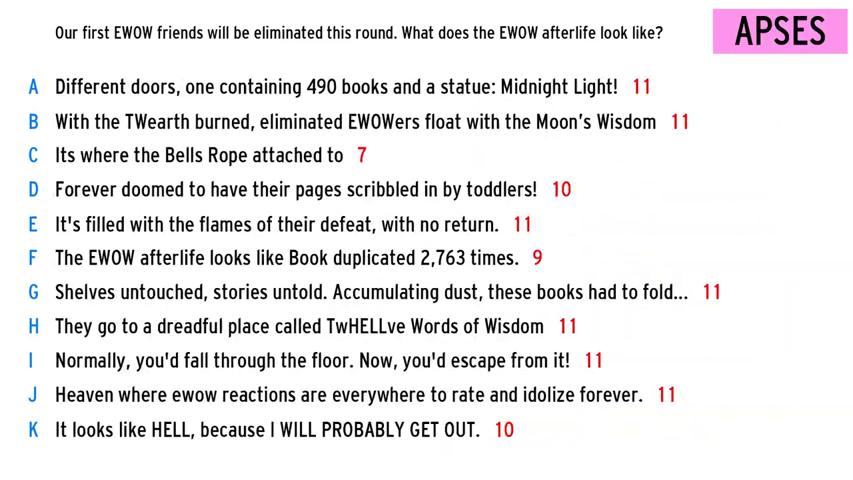 Our first EWOW friends will be eliminated this round. What does the EWOW afterlife look like?
APSES
A Different doors, one containing 490 books and a statue: Midnight Light! 11
B With the TWearth burned, eliminated EWOWers float with the Moon's Wisdom 11
C Its where the Bells Rope attached to 7
D Forever doomed to have their pages scribbled in by toddlers! 10
E It's filled with the flames of their defeat, with no return. 11
F The EWOW afterlife looks like Book duplicated 2,763 times. 9
G Shelves untouched, stories untold. Accumulating dust, these books had to fold... 11
H They go to a dreadful place called TwHELLve Words of Wisdom 11
I Normally, you'd fall through the floor. Now, you'd escape from it! 11
J Heaven where ewow reactions are everywhere to rate and idolize forever. 11
K It looks like HELL, because I WILL PROBABLY GET OUT. 10